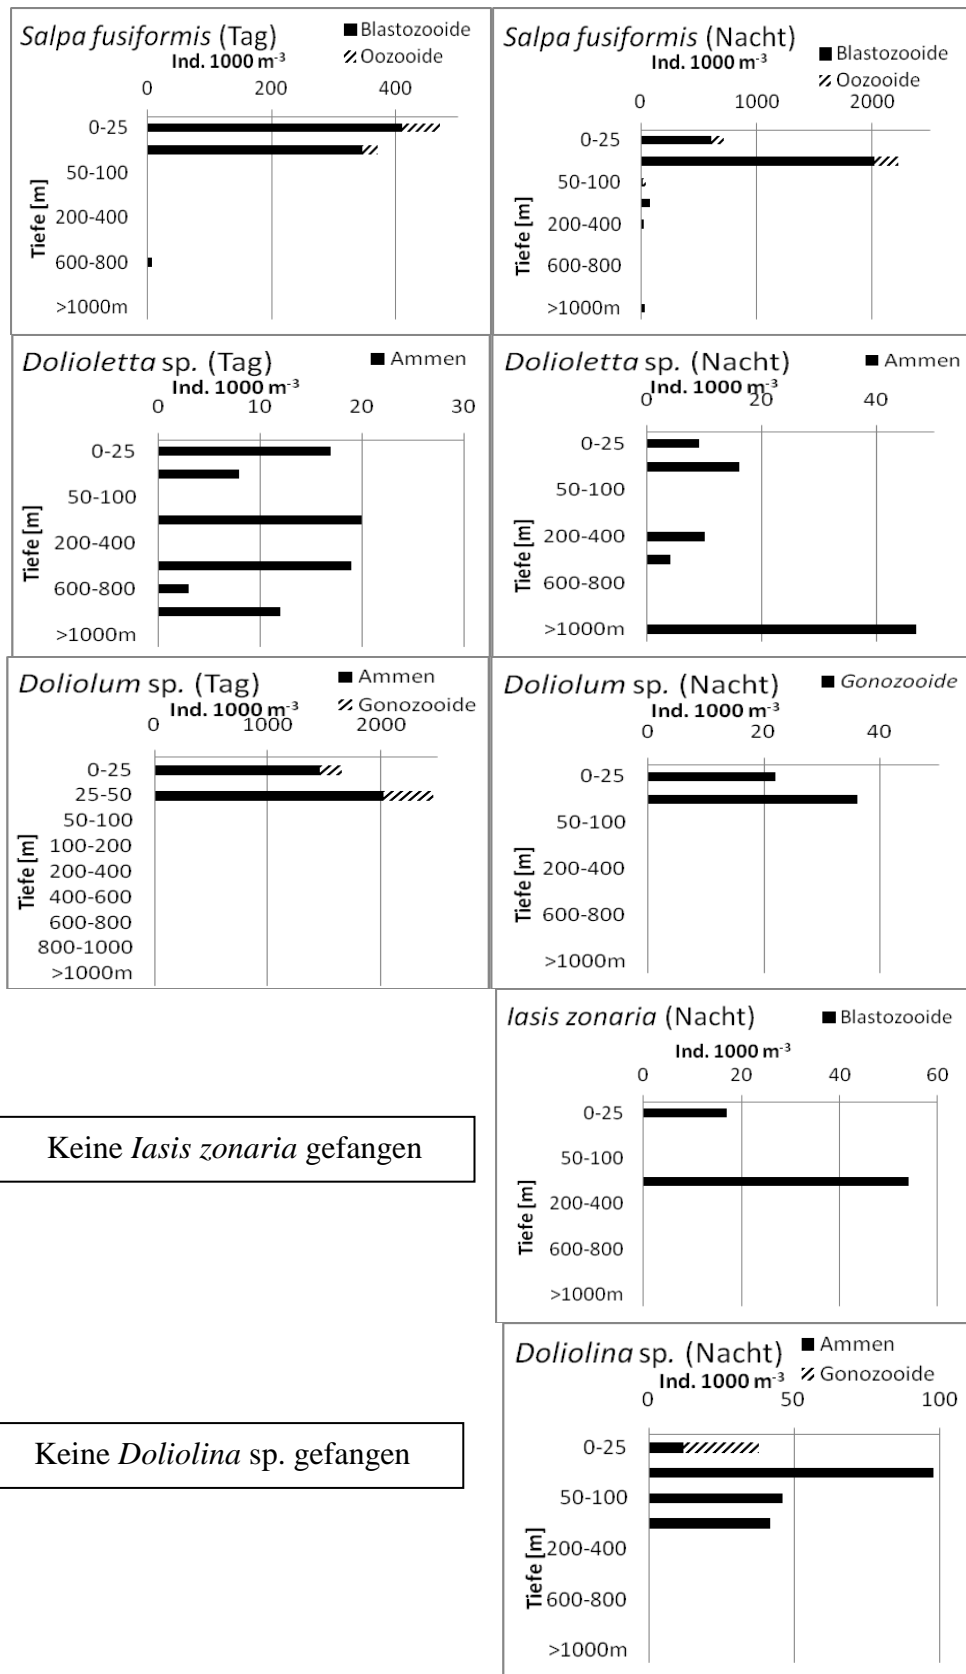 Salpa fusiformis (Tag)
Blastozooide
Oozooide
Ind. 1000 m⁻³
0 200 400
Tiefe [m]
0-25
50-100
200-400
600-800
>1000m
Salpa fusiformis (Nacht)
Blastozooide
Oozooide
Ind. 1000 m⁻³
0 1000 2000
Tiefe [m]
0-25
50-100
200-400
600-800
>1000m
Dolioletta sp. (Tag)
Ammen
Ind. 1000 m⁻³
0 10 20 30
Tiefe [m]
0-25
50-100
200-400
600-800
>1000m
Dolioletta sp. (Nacht)
Ammen
Ind. 1000 m⁻³
0 20 40
Tiefe [m]
0-25
50-100
200-400
600-800
>1000m
Doliolum sp. (Tag)
Ammen
Gonozooide
Ind. 1000 m⁻³
0 1000 2000
Tiefe [m]
0-25
25-50
50-100
100-200
200-400
400-600
600-800
800-1000
>1000m
Doliolum sp. (Nacht)
Gonozooide
Ind. 1000 m⁻³
0 20 40
Tiefe [m]
0-25
50-100
200-400
600-800
>1000m
Keine Iasis zonaria gefangen
Iasis zonaria (Nacht)
Blastozooide
Ind. 1000 m⁻³
0 20 40 60
Tiefe [m]
0-25
50-100
200-400
600-800
>1000m
Keine Doliolina sp. gefangen
Doliolina sp. (Nacht)
Ammen
Gonozooide
Ind. 1000 m⁻³
0 50 100
Tiefe [m]
0-25
50-100
200-400
600-800
>1000m